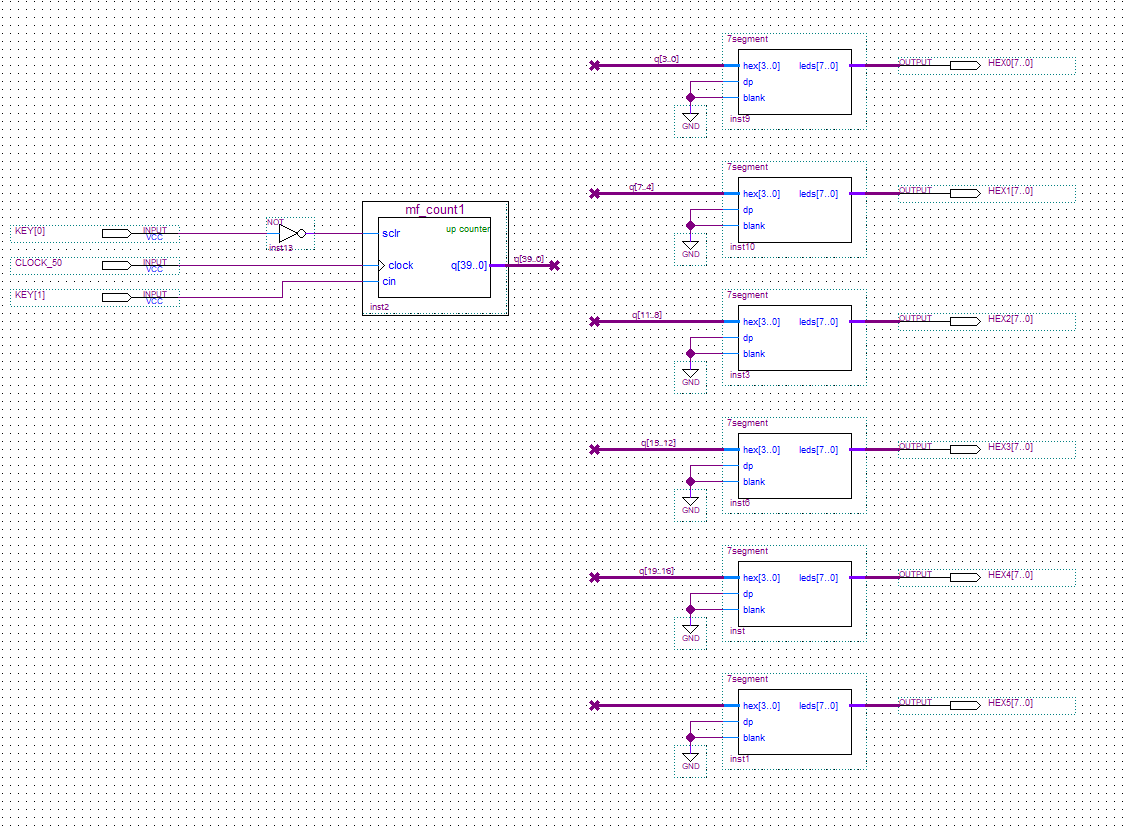 7segment
q[3..0]
hex[3..0]
leds[7..0]
OUTPUT
HEX0[7..0]
dp
blank
GND
inst9
7segment
q[7..4]
hex[3..0]
leds[7..0]
OUTPUT
HEX1[7..0]
dp
blank
GND
inst10
KEY[0]
INPUT
VCC
NOT
inst13
CLOCK_50
INPUT
VCC
KEY[1]
INPUT
VCC
mf_count1
up counter
sclr
clock
q[39..0]
cin
inst2
q[39..0]
7segment
q[11..8]
hex[3..0]
leds[7..0]
OUTPUT
HEX2[7..0]
dp
blank
GND
inst3
7segment
q[15..12]
hex[3..0]
leds[7..0]
OUTPUT
HEX3[7..0]
dp
blank
GND
inst6
7segment
q[19..16]
hex[3..0]
leds[7..0]
OUTPUT
HEX4[7..0]
dp
blank
GND
inst
7segment
hex[3..0]
leds[7..0]
OUTPUT
HEX5[7..0]
dp
blank
GND
inst1